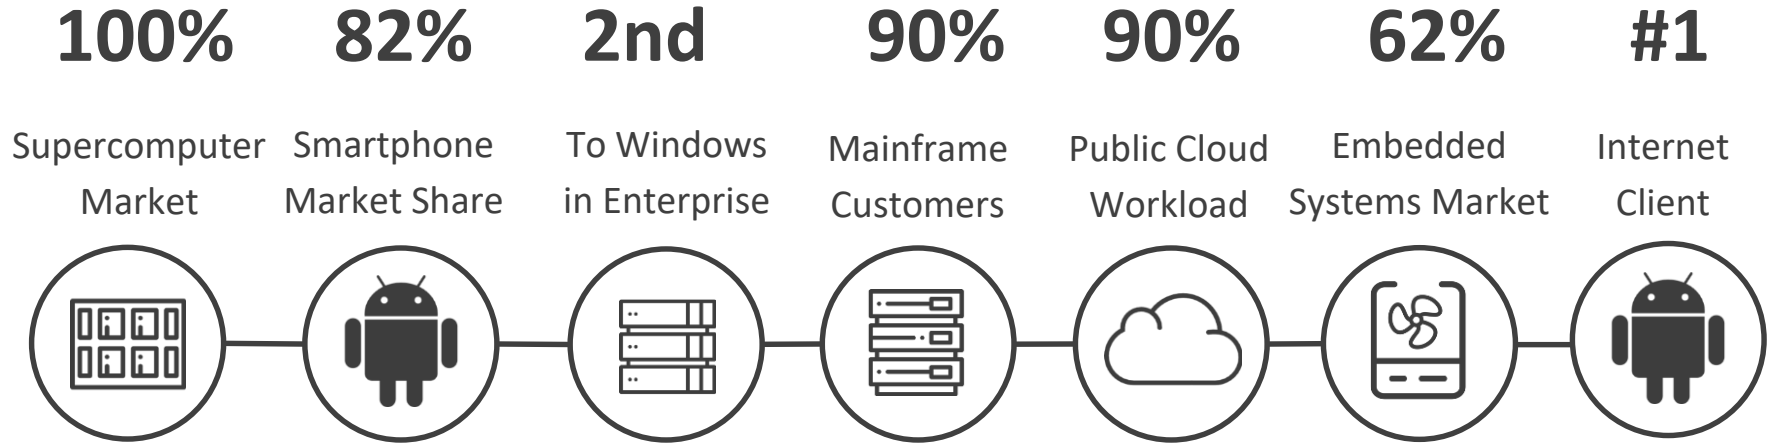 100%
Supercomputer
Market
82%
Smartphone
Market Share
2nd
To Windows
in Enterprise
90%
Mainframe
Customers
90%
Public Cloud
Workload
62%
Embedded
Systems Market
#1
Internet
Client